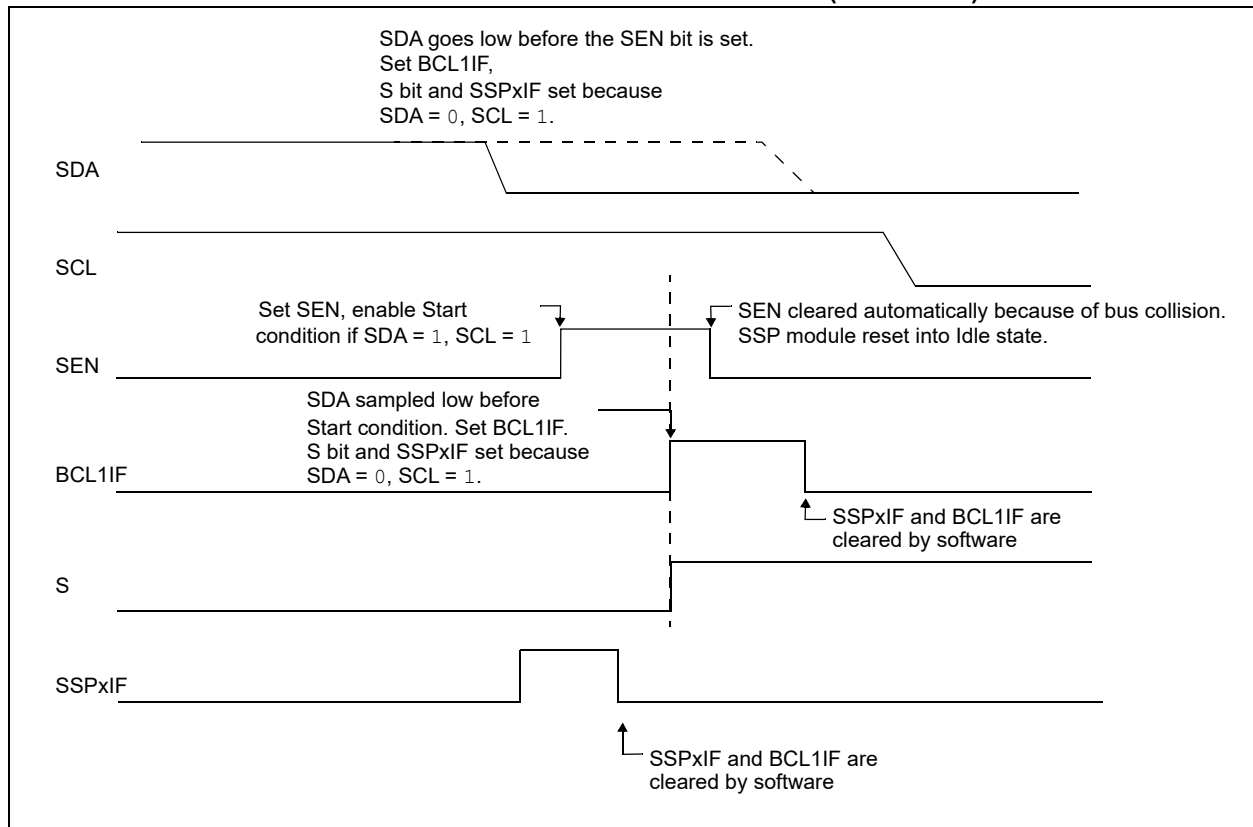 SDA goes low before the SEN bit is set.
Set BCL1IF,
S bit and SSPxIF set because
SDA = 0, SCL = 1.
SDA
SCL
Set SEN, enable Start
condition if SDA = 1, SCL = 1
SEN cleared automatically because of bus collision.
SSP module reset into Idle state.
SEN
SDA sampled low before
Start condition. Set BCL1IF.
S bit and SSPxIF set because
SDA = 0, SCL = 1.
BCL1IF
SSPxIF and BCL1IF are
cleared by software
S
SSPxIF
SSPxIF and BCL1IF are
cleared by software